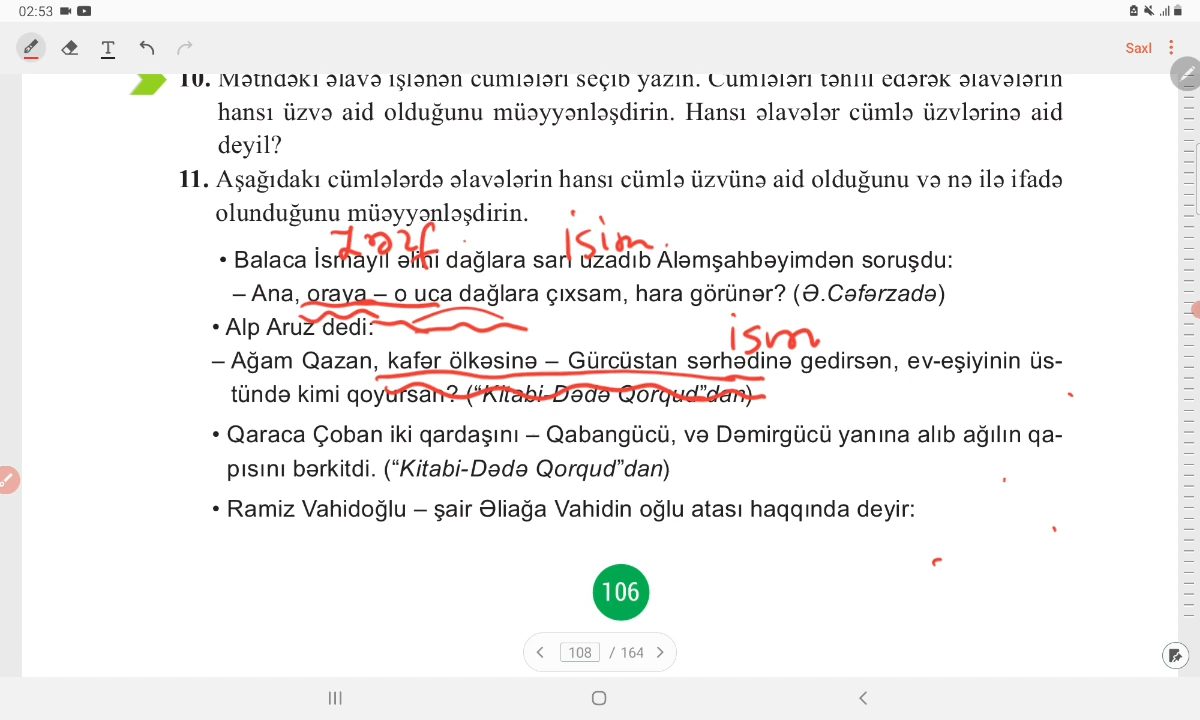 02:53
Saxl
10. Mətndəki əlavə işlənən cümlələri seçib yazın. Cümlələri təhlil edərək əlavələrin
hansı üzvə aid olduğunu müəyyənləşdirin. Hansı əlavələr cümlə üzvlərinə aid
deyil?
11. Aşağıdakı cümlələrdə əlavələrin hansı cümlə üzvünə aid olduğunu və nə ilə ifadə
olunduğunu müəyyənləşdirin.
Zərf isim
• Balaca İsmayıl əlini dağlara sarı uzadıb Aləmşahbəyimdən soruşdu:
– Ana, oraya – o uca dağlara çıxsam, hara görünər? (Ə.Cəfərzadə)
• Alp Aruz dedi:
ism
– Ağam Qazan, kafər ölkəsinə – Gürcüstan sərhədinə gedirsən, ev-eşiyinin üs-
tündə kimi qoyursan? (“Kitabi-Dədə Qorqud”dan)
• Qaraca Çoban iki qardaşını – Qabangücü, və Dəmirgücü yanına alıb ağılın qa-
pısını bərkitdi. (“Kitabi-Dədə Qorqud”dan)
• Ramiz Vahidoğlu – şair Əliağa Vahidin oğlu atası haqqında deyir:
106
108 / 164